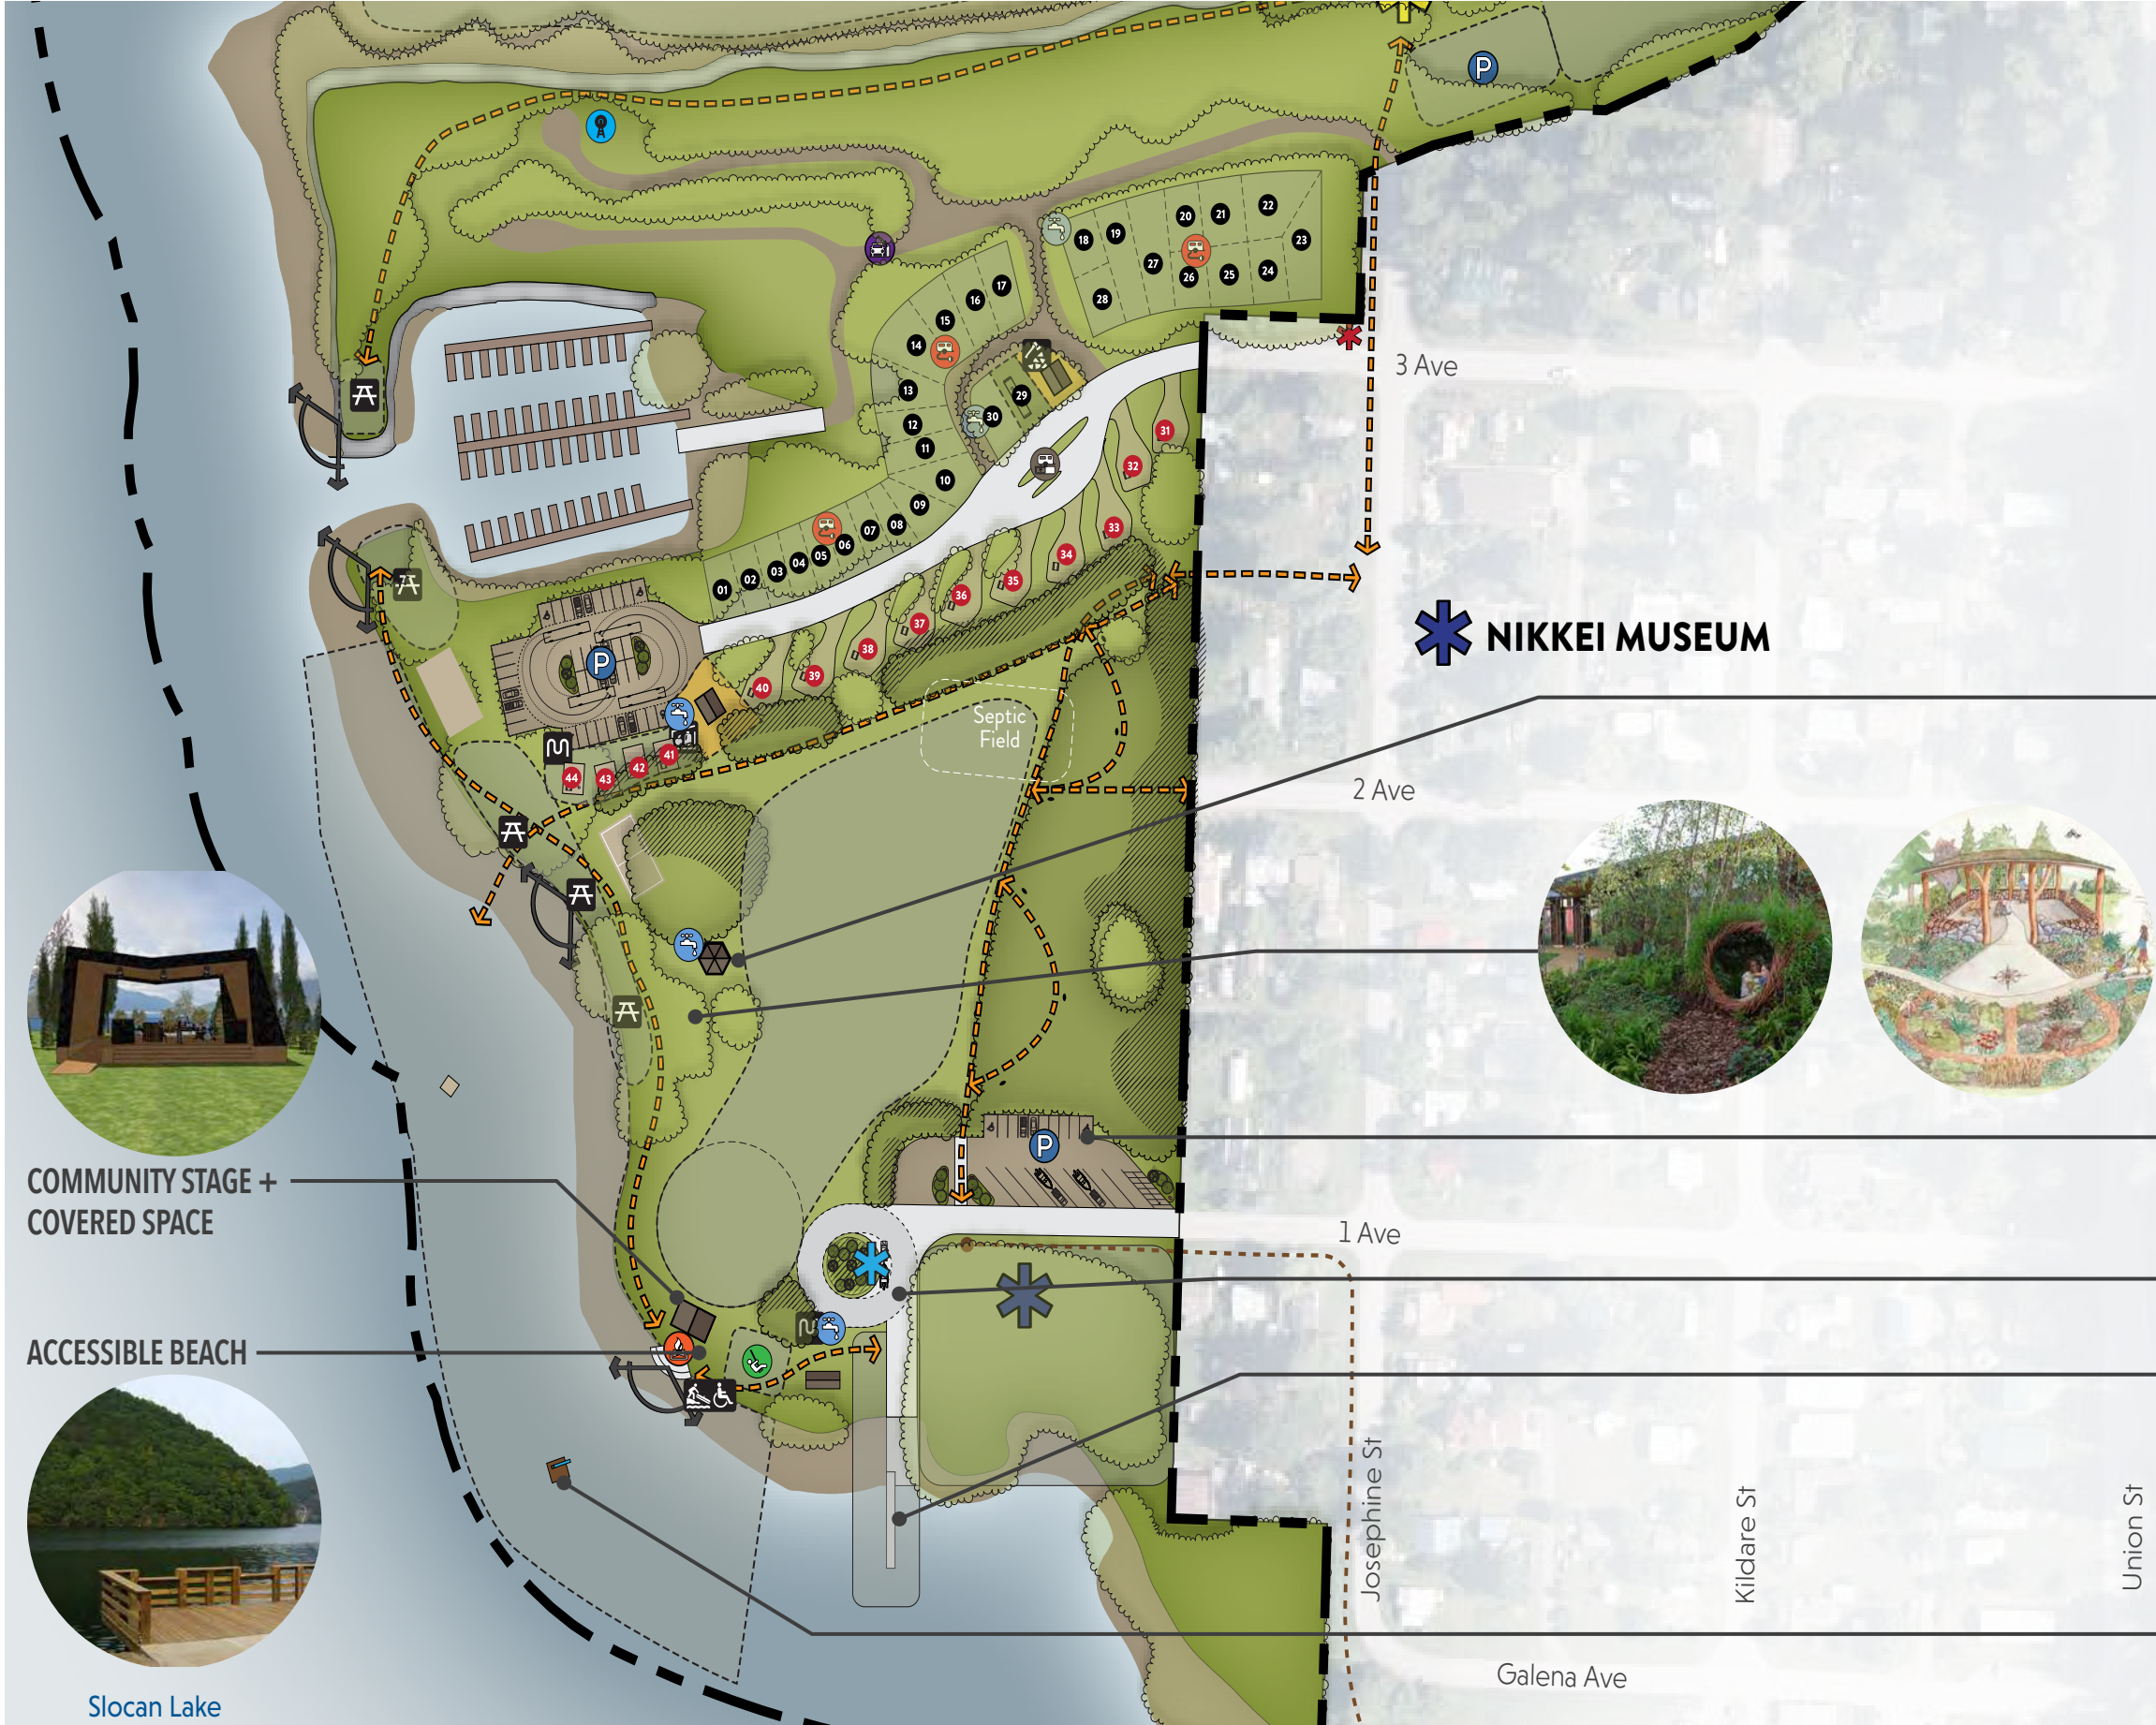 P
22
20
21
19
18
23
27
26
25
24
28
17
16
15
14
13
12
11
10
09
08
07
06
05
04
03
02
01
29
30
31
32
33
34
35
36
37
38
39
40
41
42
43
44
3 Ave
NIKKEI MUSEUM
P
Septic
Field
2 Ave
P
COMMUNITY STAGE +
COVERED SPACE
1 Ave
ACCESSIBLE BEACH
Josephine St
Kildare St
Union St
Galena Ave
Slocan Lake